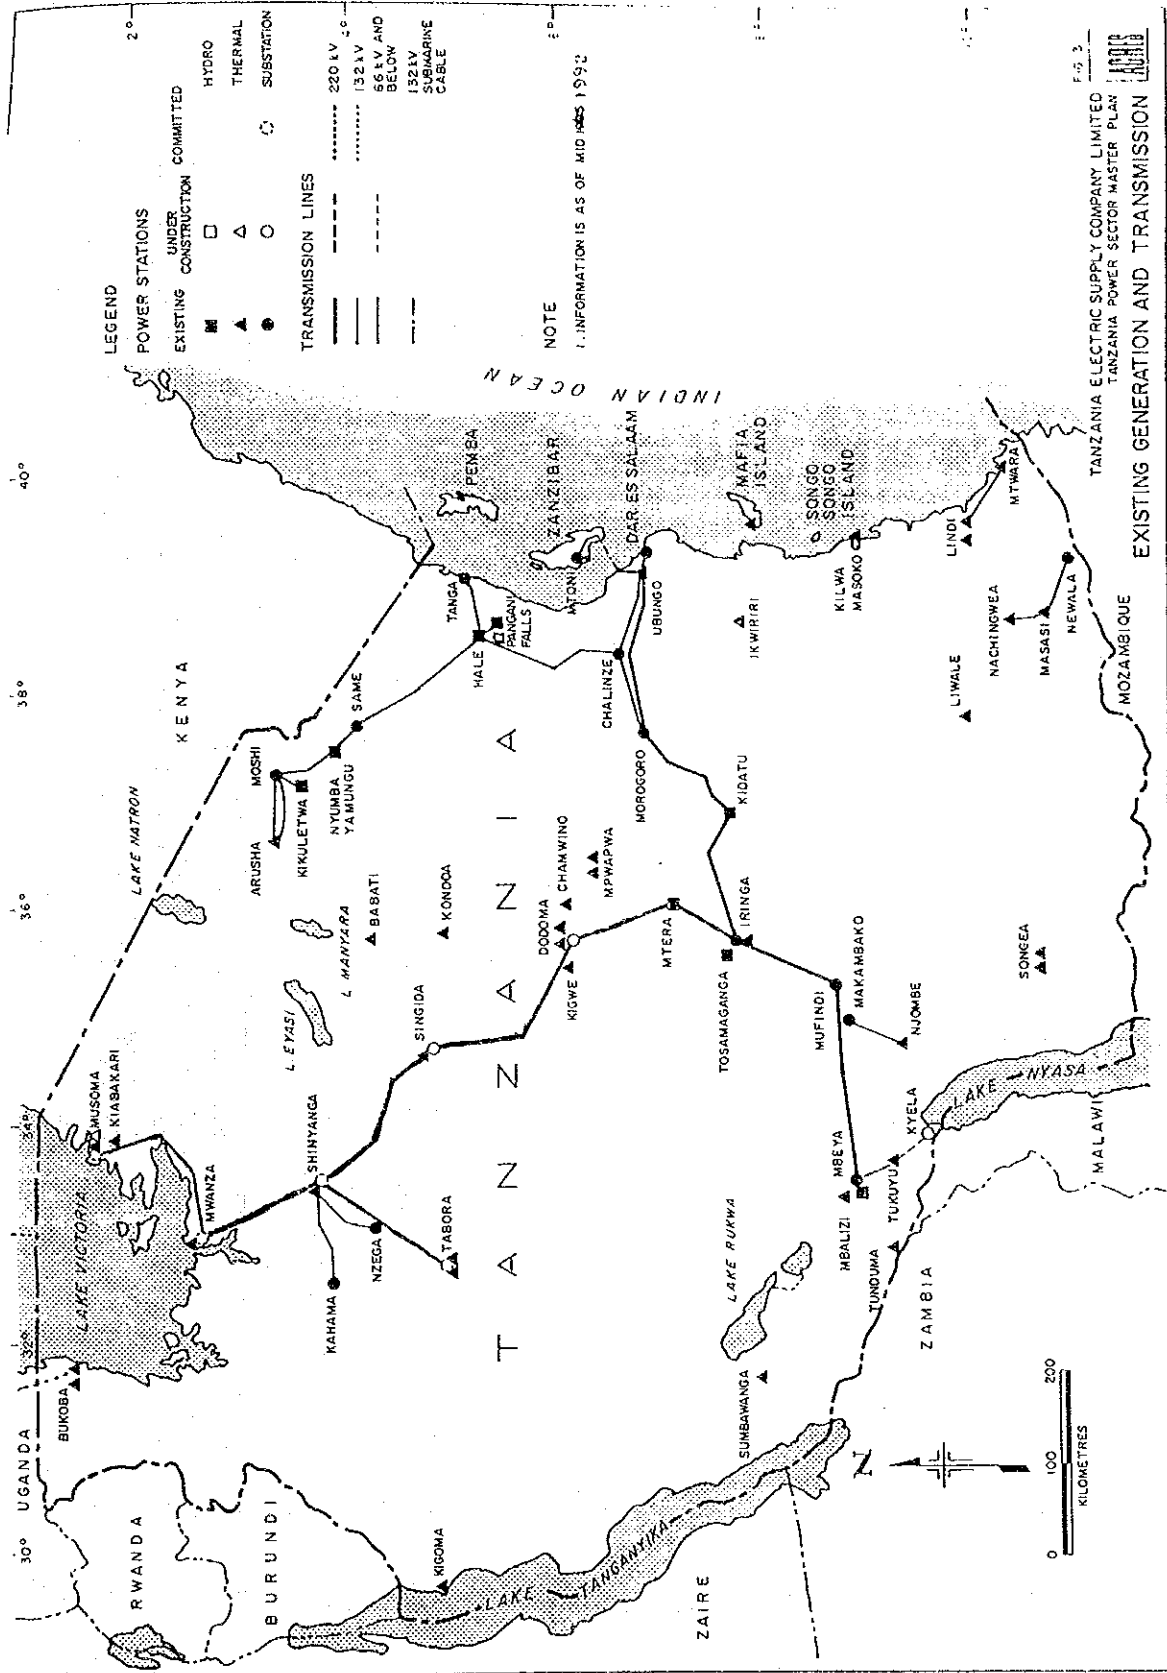 LEGEND
POWER STATIONS
EXISTING
UNDER
CONSTRUCTION
COMMITTED
HYDRO
THERMAL
SUBSTATION
TRANSMISSION LINES
220 kV
132 kV
66 kV AND
BELOW
132 kV
SUBMARINE
CABLE
NOTE
1. INFORMATION IS AS OF MID 1992
30°
32°
34°
36°
38°
40°
2°
UGANDA
RWANDA
BURUNDI
ZAIRE
KENYA
TANZANIA
ZAMBIA
MALAWI
MOZAMBIQUE
INDIAN OCEAN
LAKE VICTORIA
LAKE NATRON
L EYASI
L MANYARA
LAKE TANGANYIKA
LAKE RUKWA
LAKE NYASA
BUKOBA
MUSOMA
KIABAKARI
MWANZA
SHINYANGA
KAHAMA
NZEGA
TABORA
SINGIDA
KIGOMA
ARUSHA
MOSHI
KIKULETWA
NYUMBA
YA MUNGU
SAME
BABATI
KONDOA
TANGA
HALE
PANGANI
FALLS
PEMBA
ZANZIBAR
MTONI
DAR ES SALAAM
UBUNGO
CHALINZE
MOROGORO
DODOMA
CHAMWINO
KIGWE
MPWAPWA
MTERA
KIDATU
IRINGA
TOSAMAGANGA
MUFINDI
MAKAMBAKO
NJOMBE
MBEYA
MBALIZI
TUKUYU
KYELA
TUNDUMA
SUMBAWANGA
SONGEA
IKWIRIRI
MAFIA
ISLAND
SONGO
SONGO
ISLAND
KILWA
MASOKO
LIWALE
LINDI
MTWARA
NACHINGWEA
MASASI
NEWALA
N
0 100 200
KILOMETRES
TANZANIA ELECTRIC SUPPLY COMPANY LIMITED
TANZANIA POWER SECTOR MASTER PLAN
EXISTING GENERATION AND TRANSMISSION
ACRES